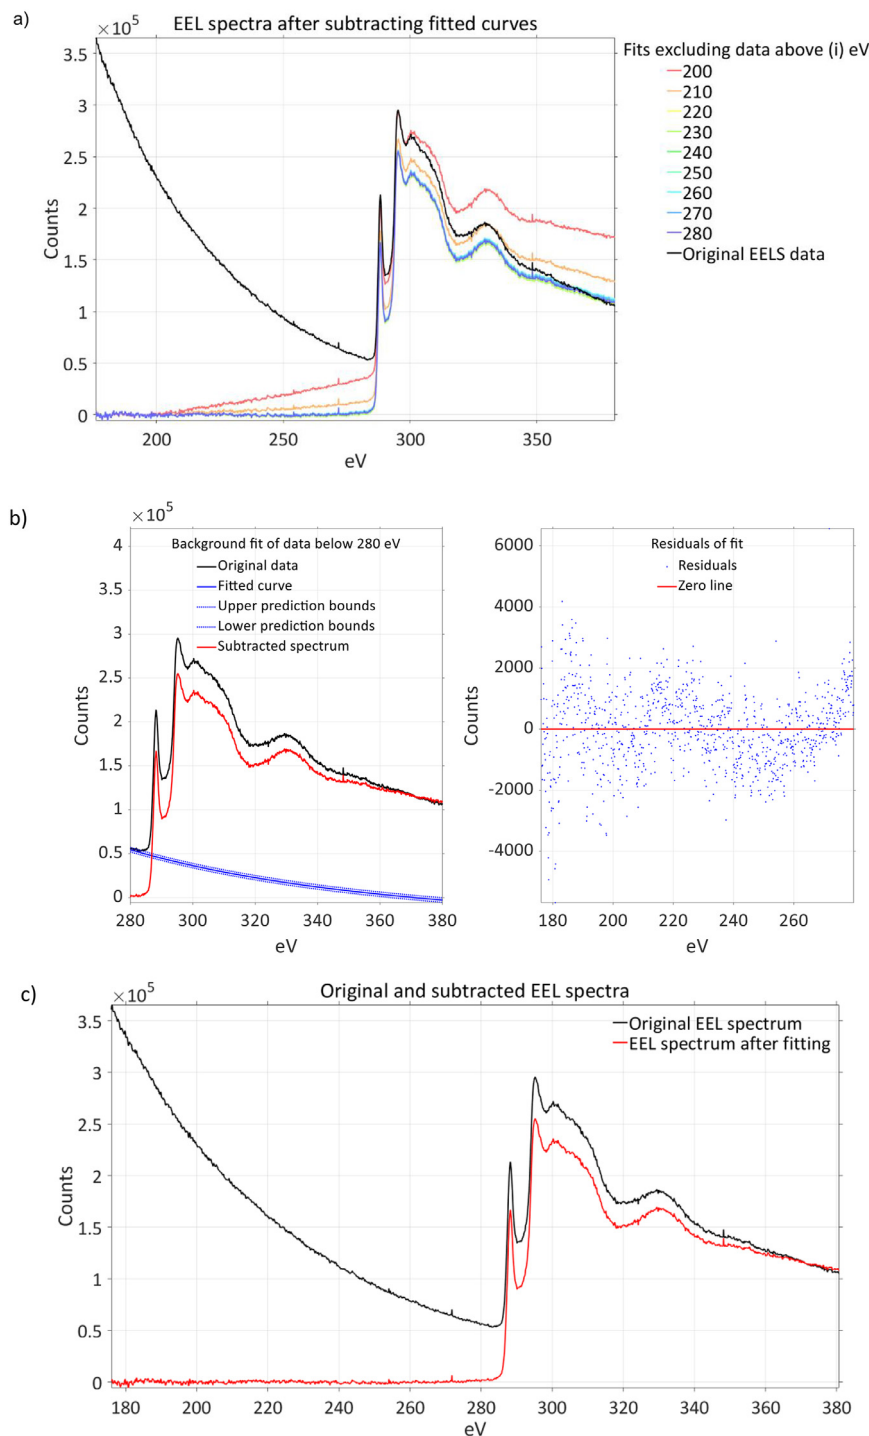 a)
EEL spectra after subtracting fitted curves
×10⁵
3.5
3
2.5
2
1.5
1
0.5
0
Counts
200 250 300 350
eV
Fits excluding data above (i) eV
200
210
220
230
240
250
260
270
280
Original EELS data
b)
×10⁵
4
3.5
3
2.5
2
1.5
1
0.5
0
Counts
Background fit of data below 280 eV
Original data
Fitted curve
Upper prediction bounds
Lower prediction bounds
Subtracted spectrum
280 300 320 340 360 380
eV
6000
4000
2000
0
-2000
-4000
Counts
Residuals of fit
Residuals
Zero line
180 200 220 240 260
eV
c)
Original and subtracted EEL spectra
×10⁵
3.5
3
2.5
2
1.5
1
0.5
0
Counts
Original EEL spectrum
EEL spectrum after fitting
180 200 220 240 260 280 300 320 340 360 380
eV